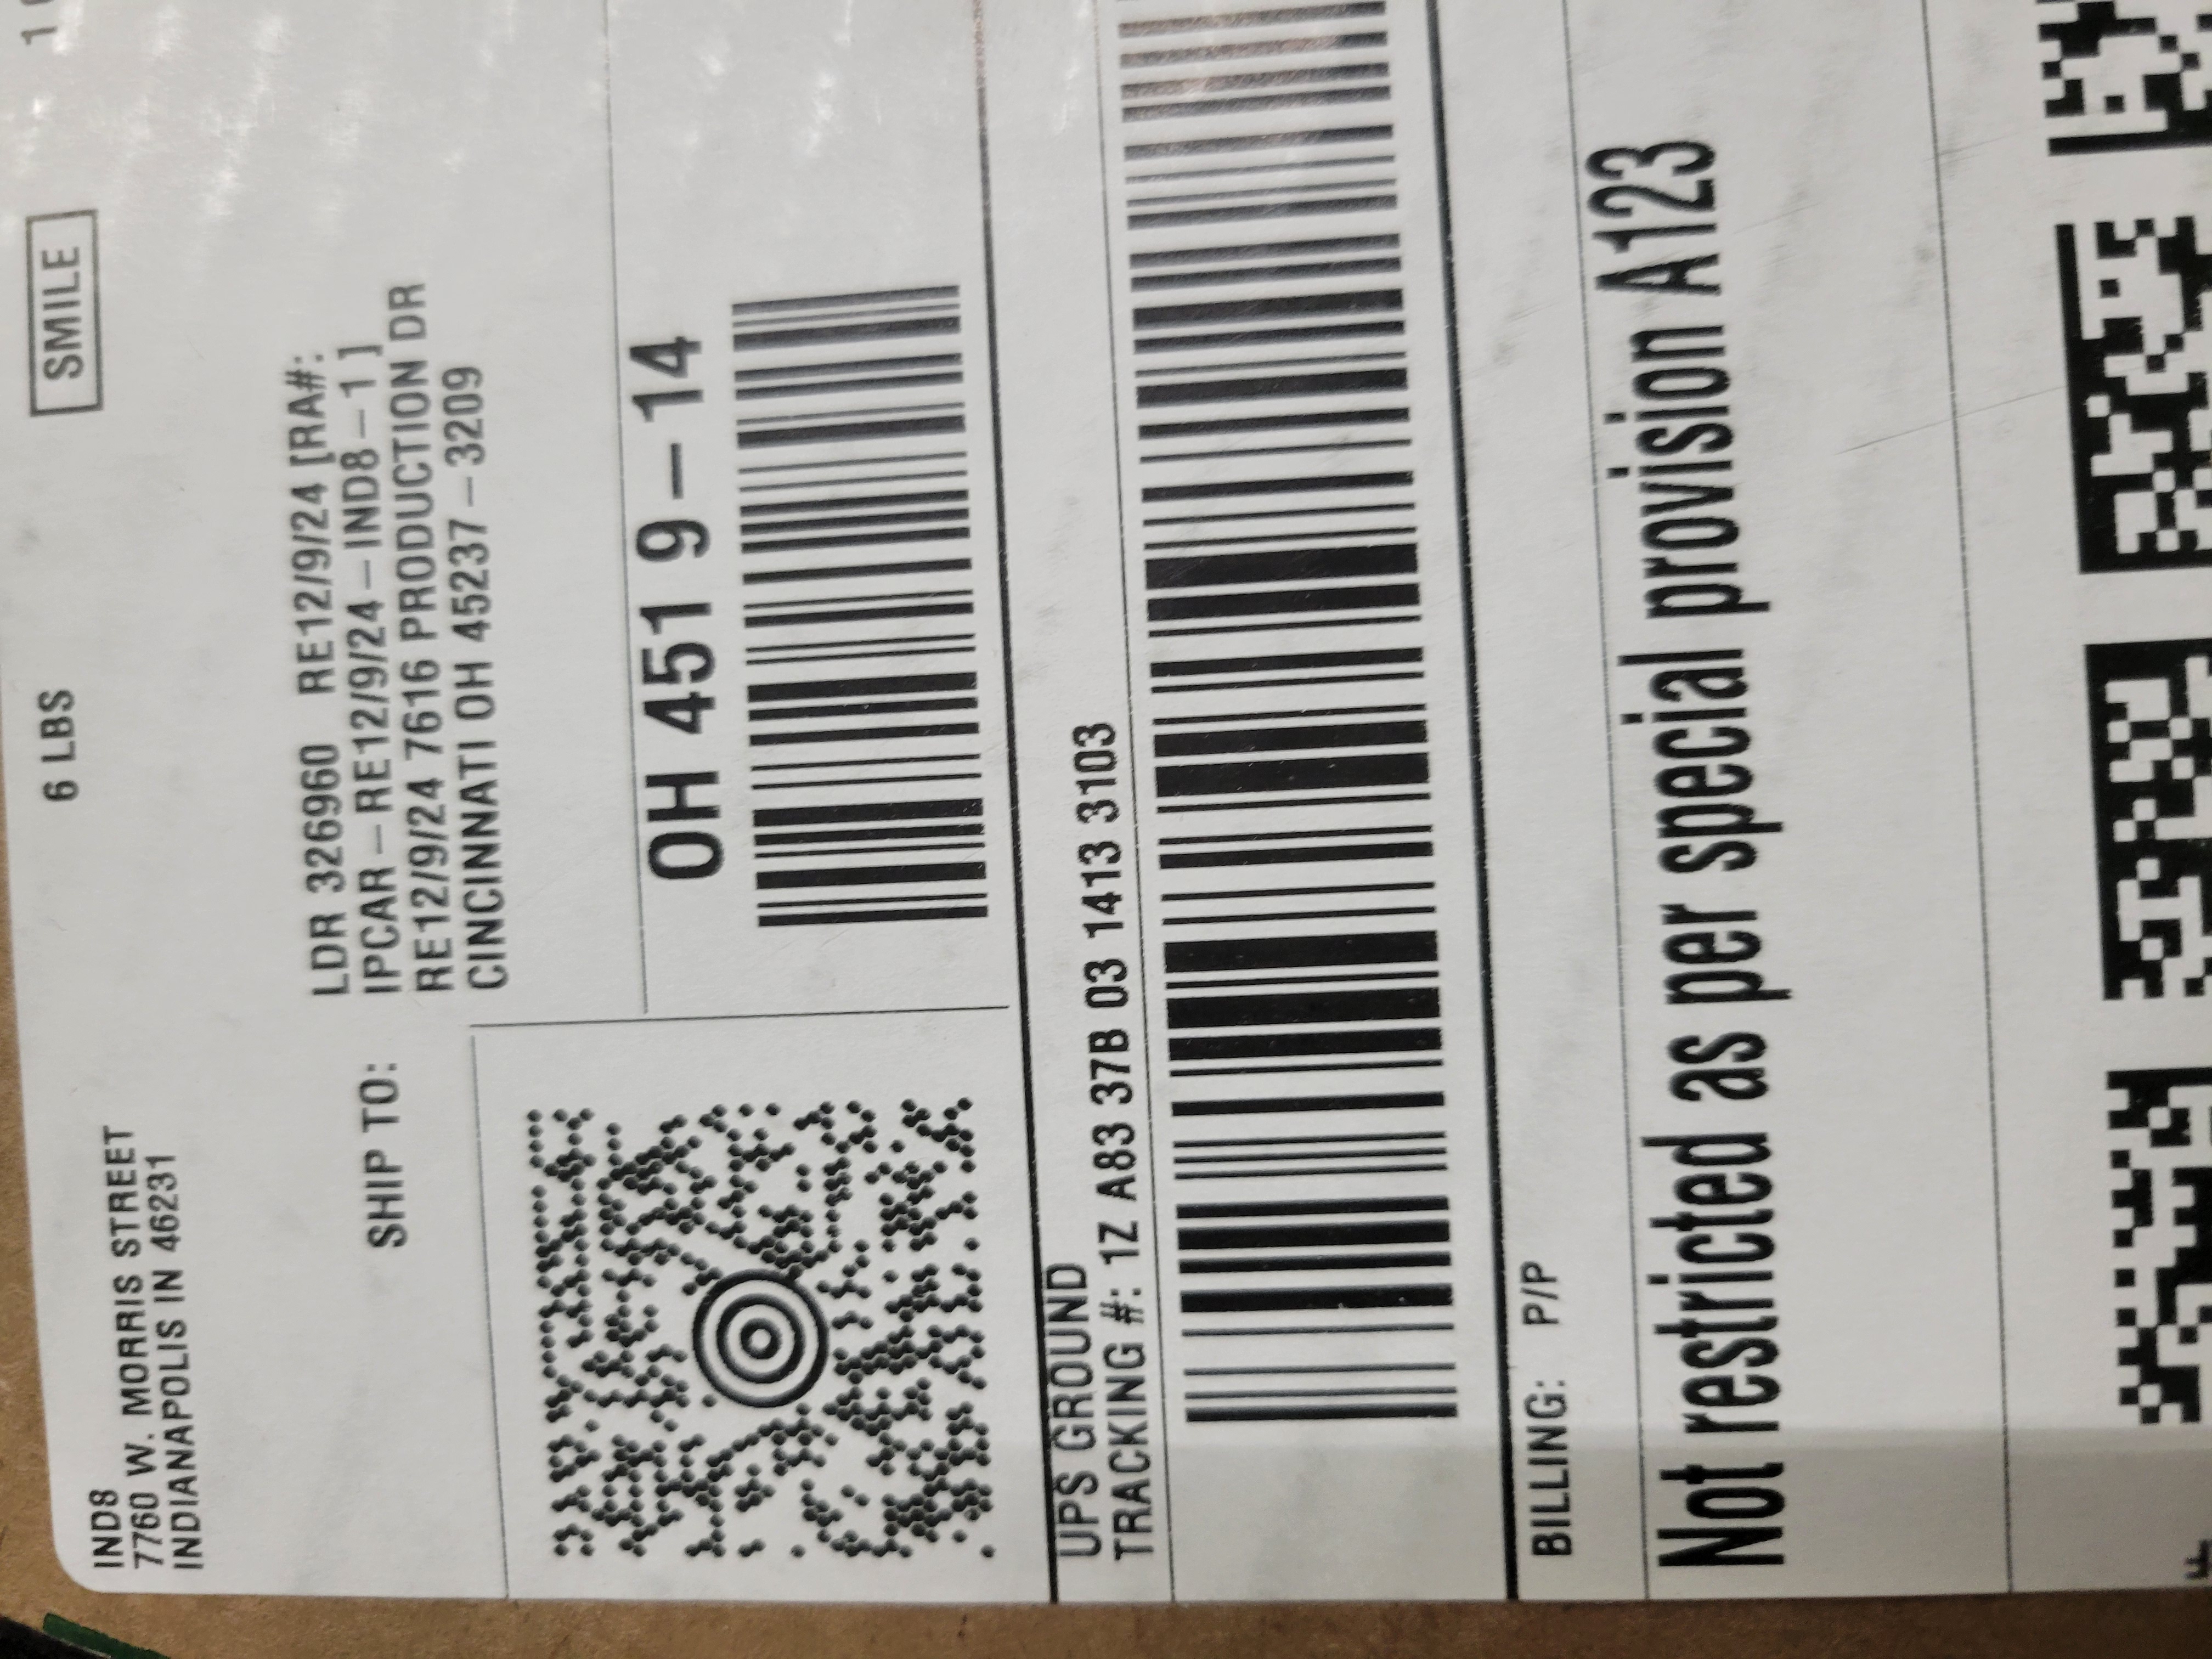 IND8
7760 W. MORRIS STREET
INDIANAPOLIS IN 46231
6 LBS
SMILE
SHIP TO:
LDR 326960 RE12/9/24 [RA#:
IPCAR-RE12/9/24-IND8-1 ]
RE12/9/24 7616 PRODUCTION DR
CINCINNATI OH 45237-3209
OH 451 9-14
UPS GROUND
TRACKING #: 1Z A83 37B 03 1413 3103
BILLING: P/P
Not restricted as per special provision A123